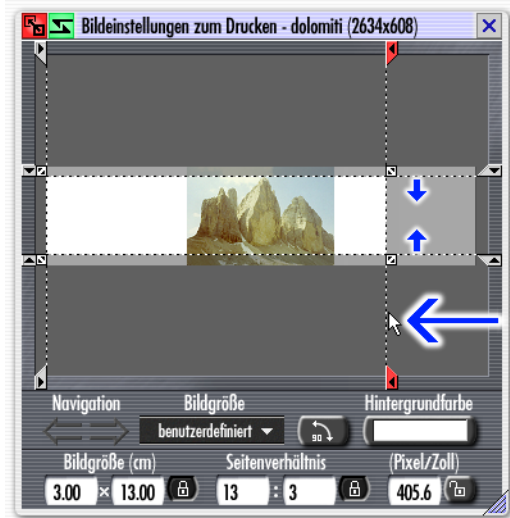 Bildeinstellungen zum Drucken - dolomiti (2634x608)
Navigation Bildgröße Hintergrundfarbe
benutzerdefiniert 90
Bildgröße (cm) Seitenverhältnis (Pixel/Zoll)
3.00 × 13.00 13 : 3 405.6